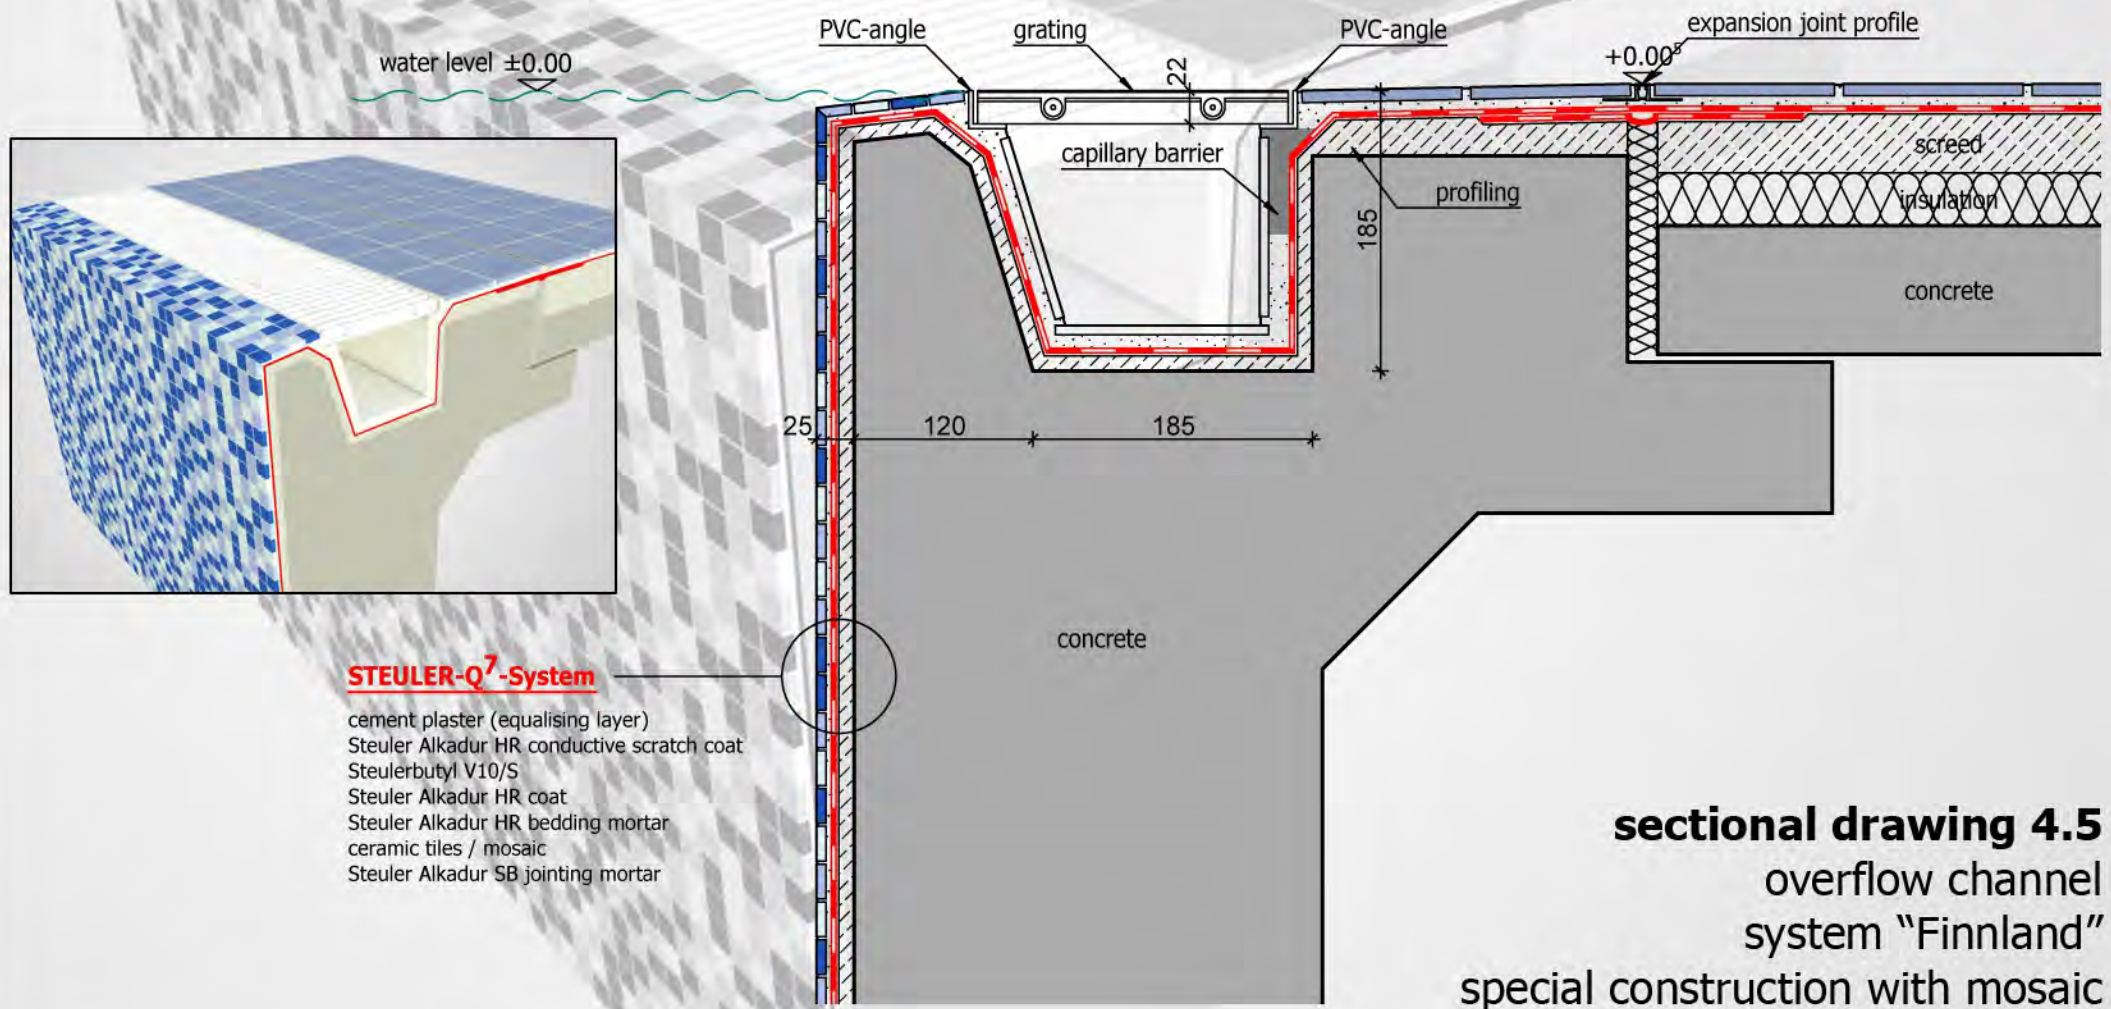 PVC-angle
grating
PVC-angle
expansion joint profile
water level ±0.00
22
+0.00⁵
capillary barrier
profiling
185
screed
insulation
concrete
25
120
185
concrete
STEULER-Q⁷-System
cement plaster (equalising layer)
Steuler Alkadur HR conductive scratch coat
Steulerbutyl V10/S
Steuler Alkadur HR coat
Steuler Alkadur HR bedding mortar
ceramic tiles / mosaic
Steuler Alkadur SB jointing mortar
sectional drawing 4.5
overflow channel
system “Finnland”
special construction with mosaic